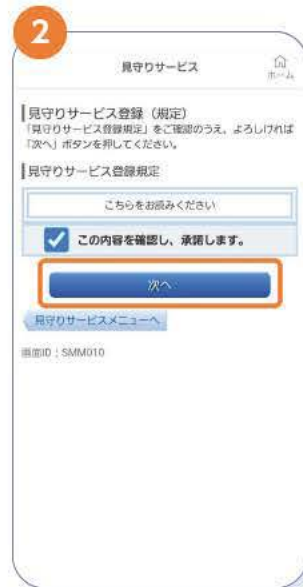 2
見守りサービス
ホーム
見守りサービス登録（規定）
「見守りサービス登録規定」をご確認のうえ、よろしければ
「次へ」ボタンを押してください。
見守りサービス登録規定
こちらをお読みください
この内容を確認し、承諾します。
次へ
見守りサービスメニューへ
画面ID：SMM010